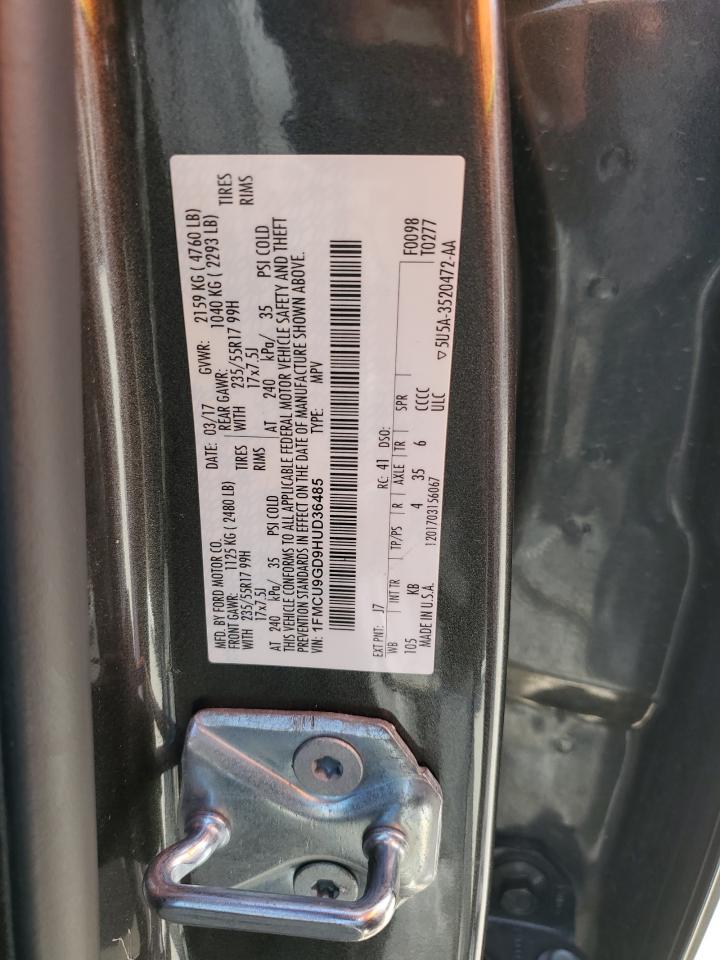 MFD. BY FORD MOTOR CO. DATE: 03/17 GVWR: 2159 KG ( 4760 LB)
FRONT GAWR: 1125 KG ( 2480 LB) REAR GAWR: 1040 KG ( 2293 LB)
WITH 235/55R17 99H TIRES WITH 235/55R17 99H TIRES
17x7.5J RIMS 17x7.5J RIMS
AT 240 kPa/ 35 PSI COLD AT 240 kPa/ 35 PSI COLD
THIS VEHICLE CONFORMS TO ALL APPLICABLE FEDERAL MOTOR VEHICLE SAFETY AND THEFT
PREVENTION STANDARDS IN EFFECT ON THE DATE OF MANUFACTURE SHOWN ABOVE.
VIN: 1FMCU9GD9HUD36485 TYPE: MPV
EXT PNT: J7 RC: 41 DSO: F0098
WB INT TR TP/PS R AXLE TR SPR T0277
105 KB 4 35 6 CCCC
MADE IN U.S.A. 1201703156067 ULC ▽5U5A-3520472-AA